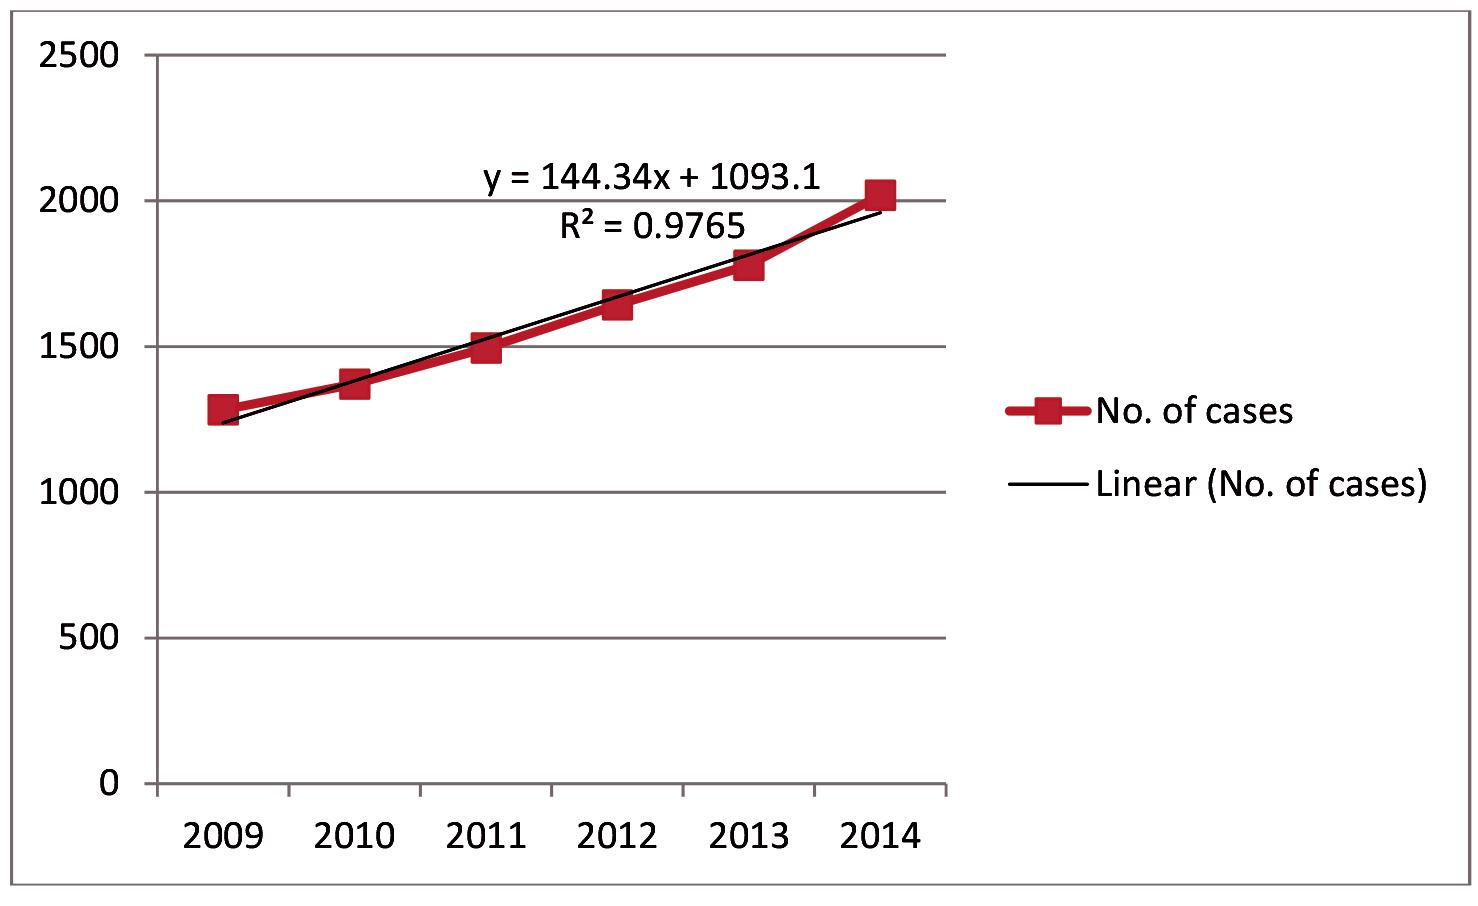 2500
2000
1500
1000
500
0
y = 144.34x + 1093.1
R² = 0.9765
2009 2010 2011 2012 2013 2014
No. of cases
Linear (No. of cases)